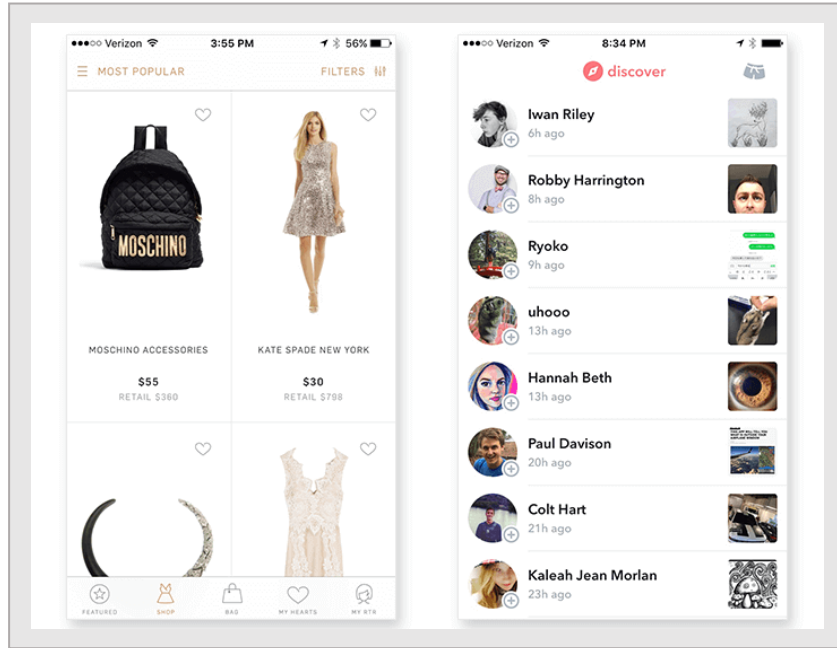 Verizon 3:55 PM 56%
MOST POPULAR FILTERS
MOSCHINO
MOSCHINO ACCESSORIES
$55
RETAIL $360
KATE SPADE NEW YORK
$30
RETAIL $798
FEATURED SHOP BAG MY HEARTS MY RTR
Verizon 8:34 PM
discover
Iwan Riley
6h ago
Robby Harrington
8h ago
Ryoko
9h ago
uhooo
13h ago
Hannah Beth
13h ago
Paul Davison
20h ago
Colt Hart
21h ago
Kaleah Jean Morlan
23h ago